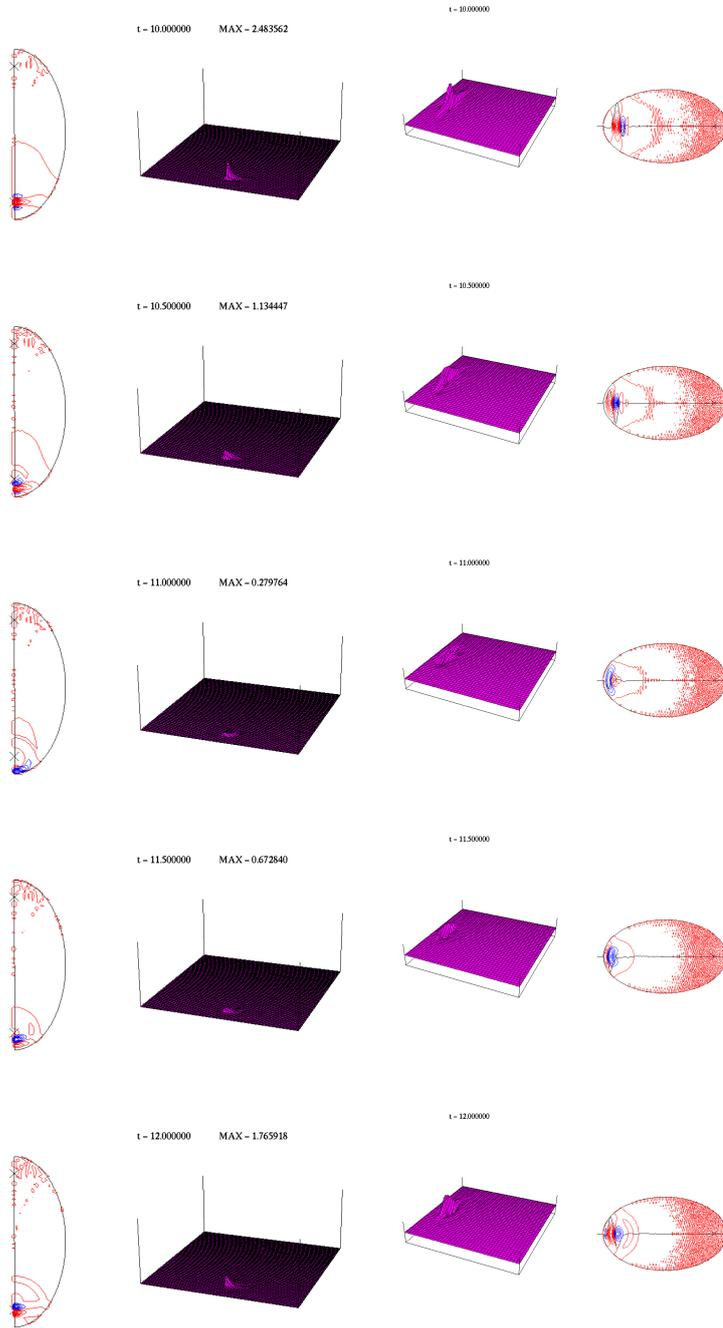 t = 10.000000
t = 10.000000 MAX = 2.483562
t = 10.500000
t = 10.500000 MAX = 1.134447
t = 11.000000
t = 11.000000 MAX = 0.279764
t = 11.500000
t = 11.500000 MAX = 0.672840
t = 12.000000
t = 12.000000 MAX = 1.765918